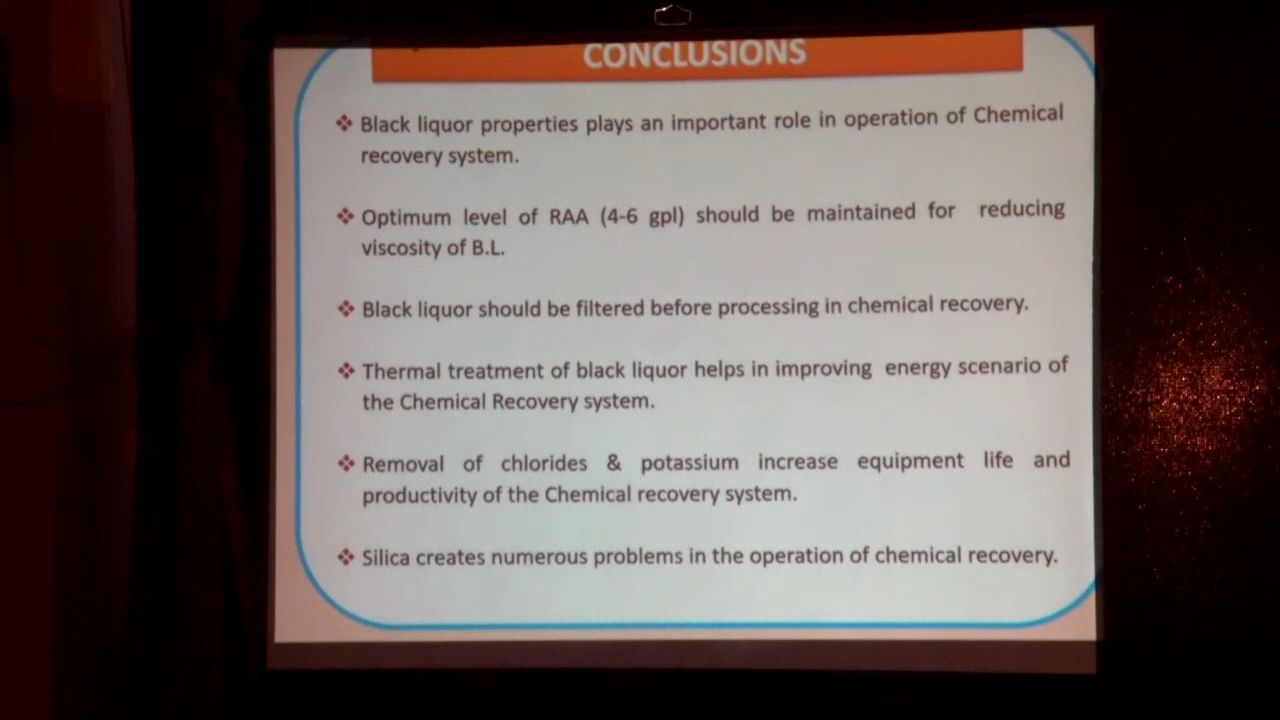 CONCLUSIONS
❖ Black liquor properties plays an important role in operation of Chemical
recovery system.
❖ Optimum level of RAA (4-6 gpl) should be maintained for reducing
viscosity of B.L.
❖ Black liquor should be filtered before processing in chemical recovery.
❖ Thermal treatment of black liquor helps in improving energy scenario of
the Chemical Recovery system.
❖ Removal of chlorides & potassium increase equipment life and
productivity of the Chemical recovery system.
❖ Silica creates numerous problems in the operation of chemical recovery.